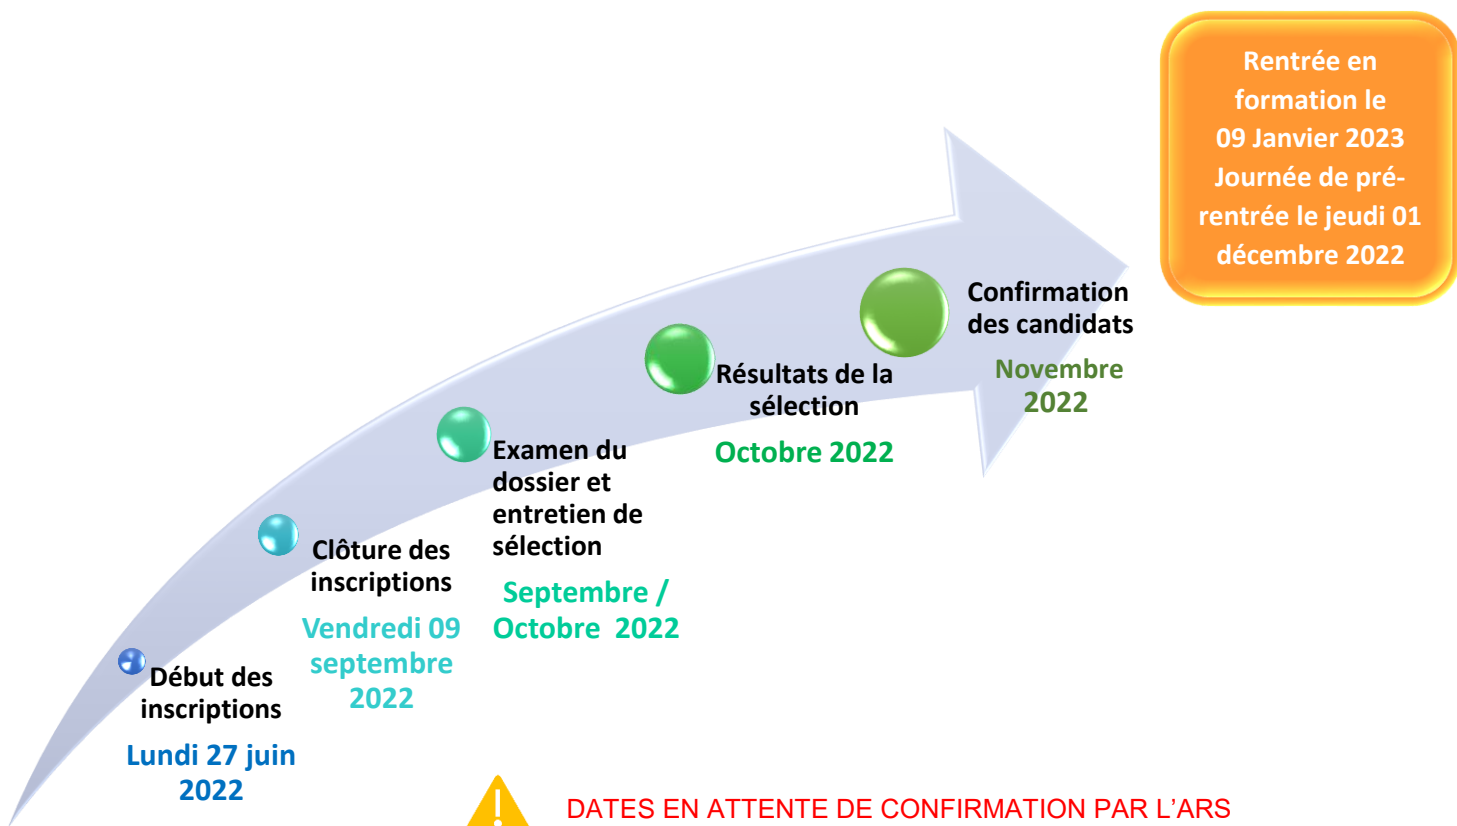 Rentrée en
formation le
09 Janvier 2023
Journée de pré-
rentrée le jeudi 01
décembre 2022
Confirmation
des candidats
Novembre
2022
Résultats de la
sélection
Octobre 2022
Examen du
dossier et
entretien de
sélection
Septembre /
Octobre 2022
Clôture des
inscriptions
Vendredi 09
septembre
2022
Début des
inscriptions
Lundi 27 juin
2022
DATES EN ATTENTE DE CONFIRMATION PAR L'ARS